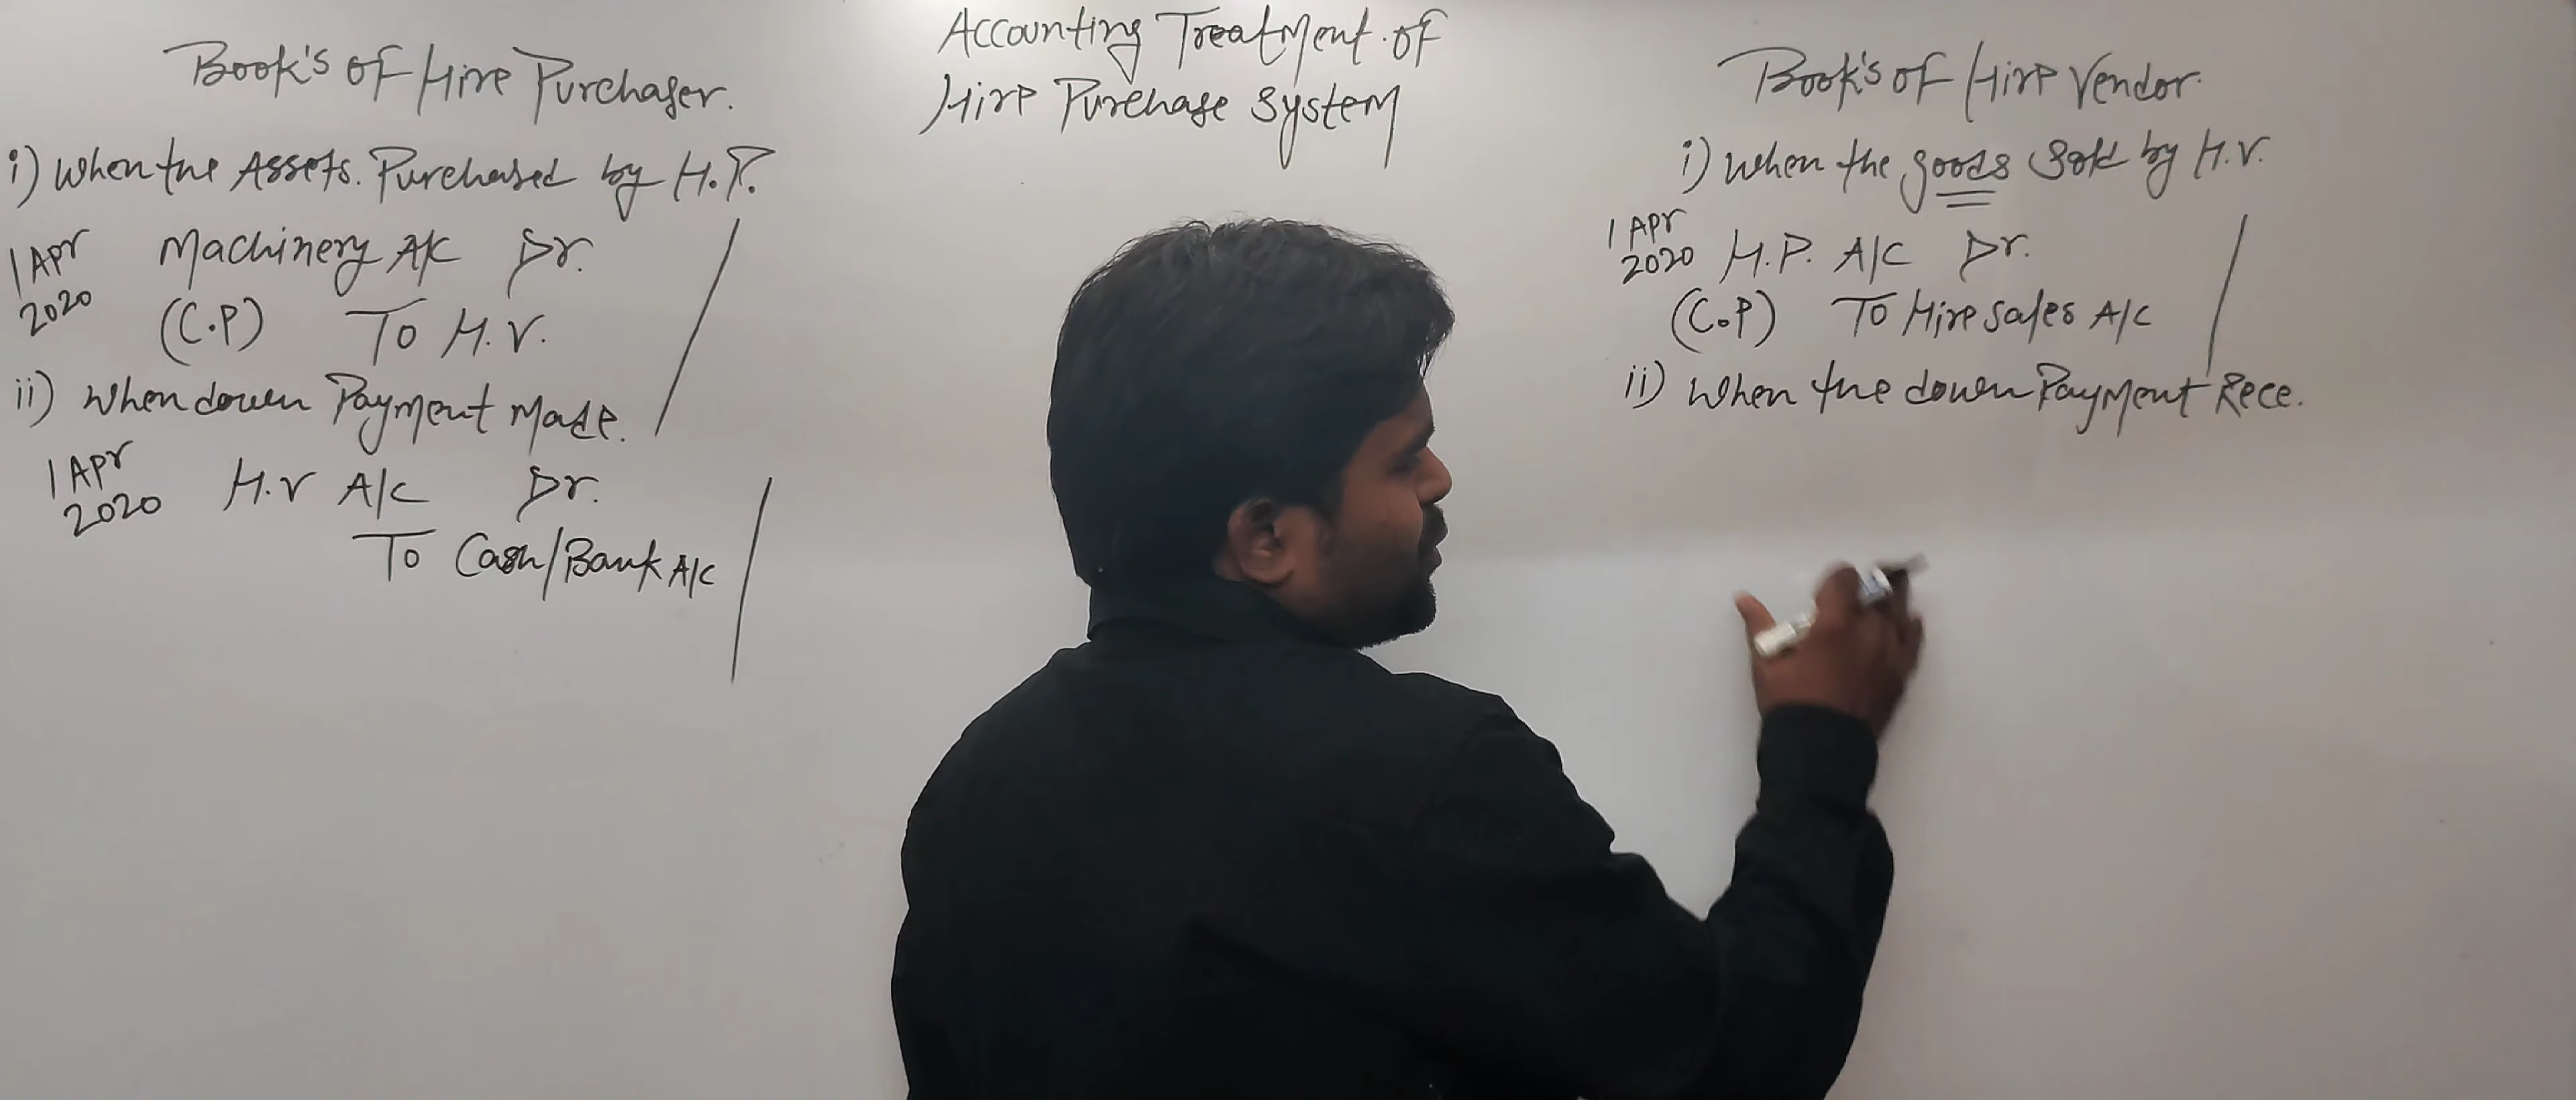 Accounting Treatment of
Hire Purchase System
Book's of Hire Purchaser.
i) When the Assets. Purchased by H.P.
1 Apr
2020
Machinery A/C Dr.
(C.P) To H.V.
ii) When down Payment Made.
1 Apr
2020
H.V A/C Dr.
To Cash/Bank A/C
Book's of Hire Vendor.
i) When the goods Sold by H.V.
1 Apr
2020
H.P. A/C Dr.
(C.P) To Hire Sales A/C
ii) When the down Payment Rece.